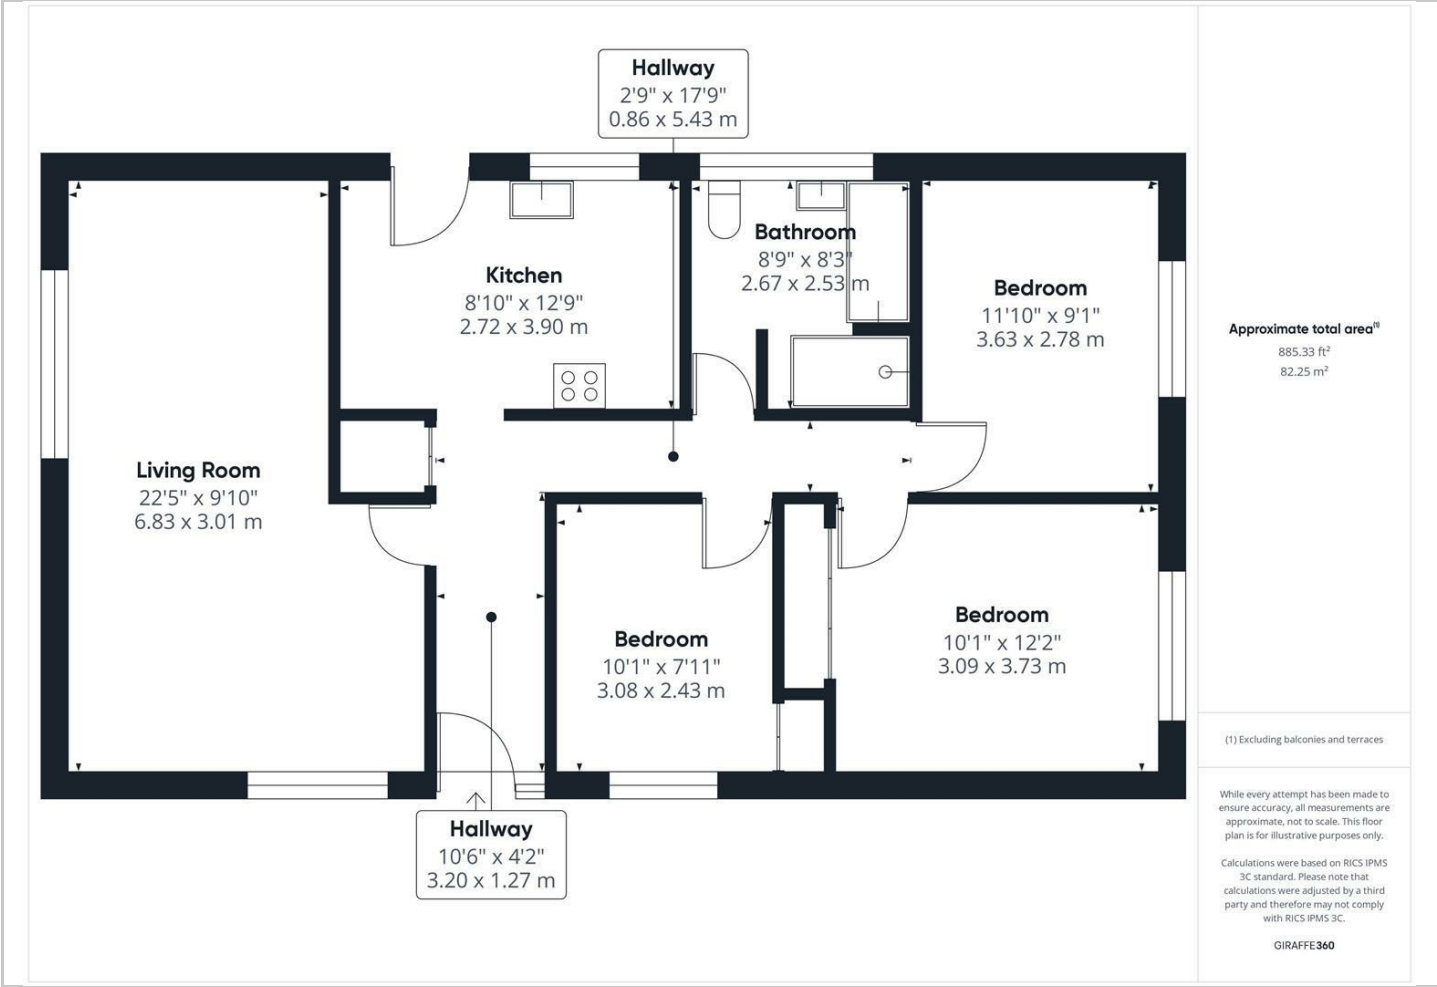 Hallway
2'9" x 17'9"
0.86 x 5.43 m
Kitchen
8'10" x 12'9"
2.72 x 3.90 m
Bathroom
8'9" x 8'3"
2.67 x 2.53 m
Bedroom
11'10" x 9'1"
3.63 x 2.78 m
Living Room
22'5" x 9'10"
6.83 x 3.01 m
Bedroom
10'1" x 7'11"
3.08 x 2.43 m
Bedroom
10'1" x 12'2"
3.09 x 3.73 m
Hallway
10'6" x 4'2"
3.20 x 1.27 m
Approximate total area⁽¹⁾
885.33 ft²
82.25 m²
(1) Excluding balconies and terraces
While every attempt has been made to
ensure accuracy, all measurements are
approximate, not to scale. This floor
plan is for illustrative purposes only.
Calculations were based on RICS IPMS
3C standard. Please note that
calculations were adjusted by a third
party and therefore may not comply
with RICS IPMS 3C.
GIRAFFE360